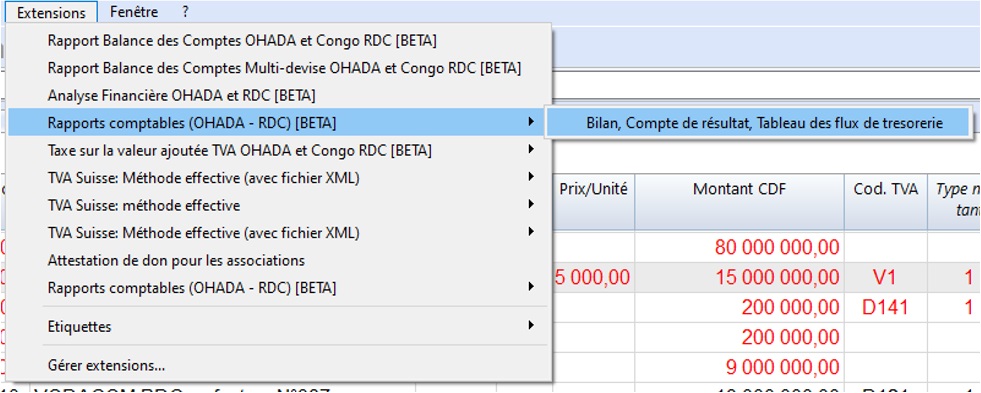 Extensions Fenêtre ?
Rapport Balance des Comptes OHADA et Congo RDC [BETA]
Rapport Balance des Comptes Multi-devise OHADA et Congo RDC [BETA]
Analyse Financière OHADA et RDC [BETA]
Rapports comptables (OHADA - RDC) [BETA]
Bilan, Compte de résultat, Tableau des flux de tresorerie
Taxe sur la valeur ajoutée TVA OHADA et Congo RDC [BETA]
TVA Suisse: Méthode effective (avec fichier XML)
TVA Suisse: méthode effective
TVA Suisse: Méthode effective (avec fichier XML)
Attestation de don pour les associations
Rapports comptables (OHADA - RDC) [BETA]
Etiquettes
Gérer extensions...
Prix/Unité Montant CDF Cod. TVA Type
80 000 000,00
5 000,00 15 000 000,00 V1 1
200 000,00 D141 1
200 000,00
9 000 000,00